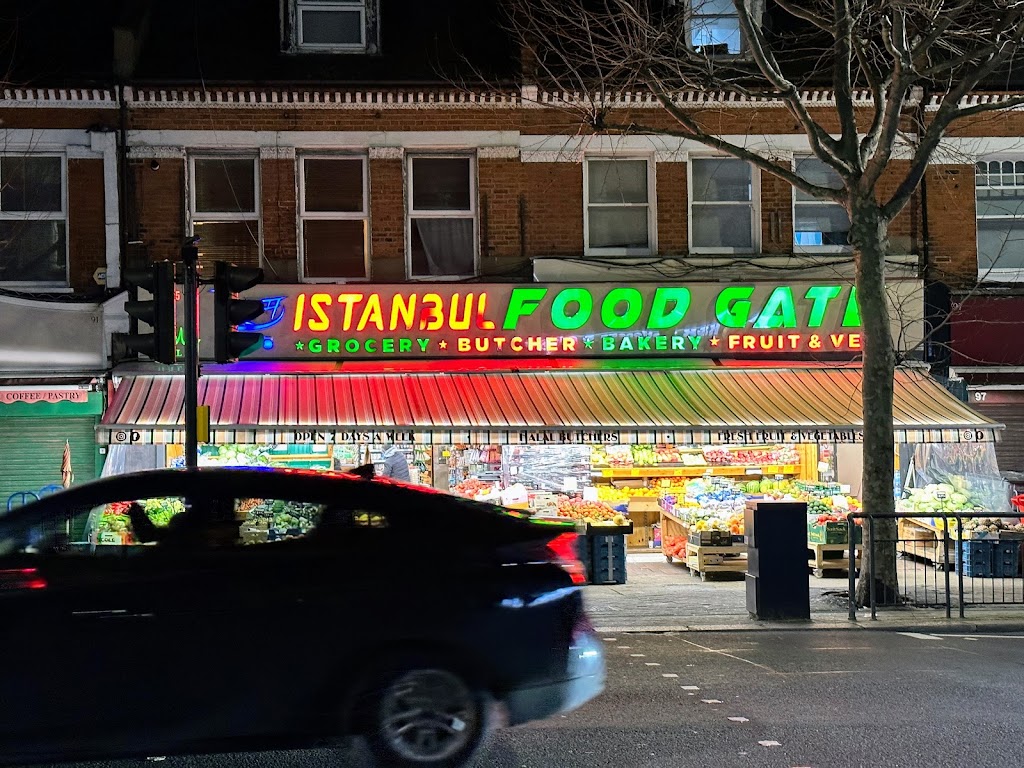 ISTANBUL FOOD GATE
*GROCERY * BUTCHER * BAKERY * FRUIT & VE
COFFEE / PASTRY
OPEN 7 DAYS A WEEK HALAL BUTCHERS FRESH FRUIT & VEGETABLES
97